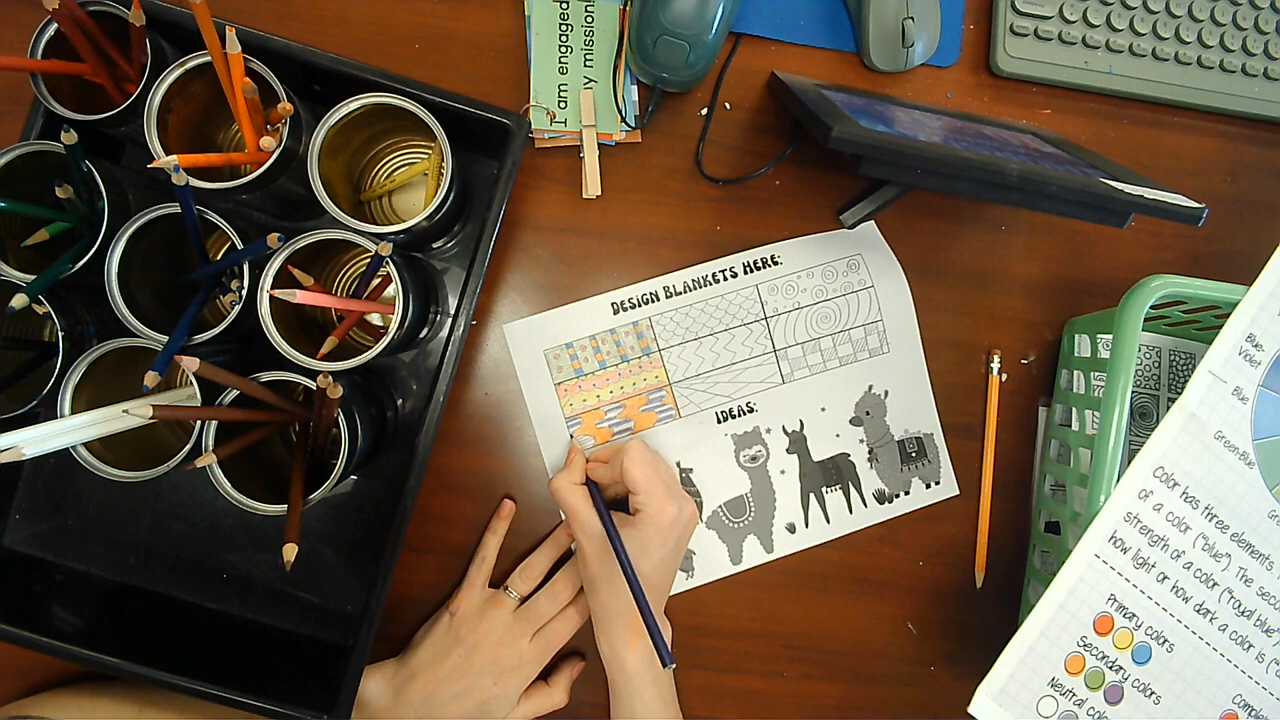 I am engaged
y mission
DESIGN BLANKETS HERE:
IDEAS:
Blue-
Violet
Blue
Green-Blue
Color has three elements.
of a color ("blue"). The seco
strength of a color ("royal blue"
how light or how dark a color is ("
Primary colors
Secondary colors
Neutral colo